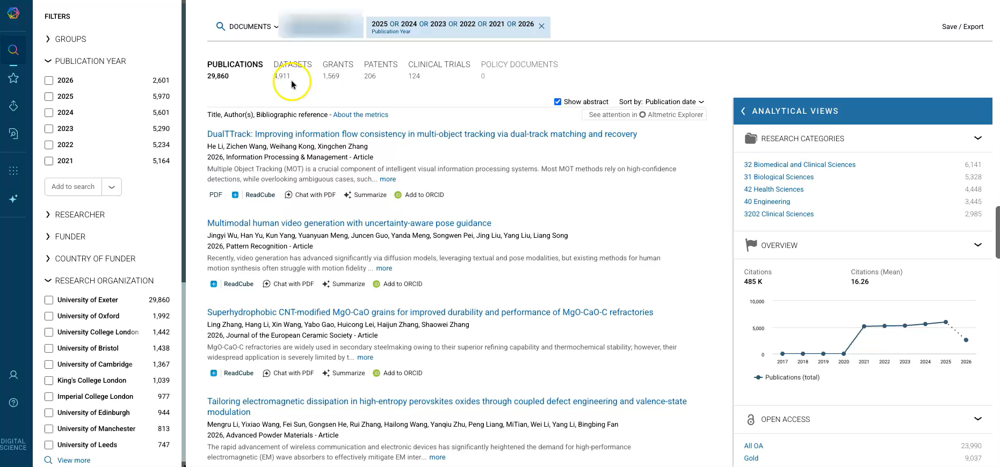 FILTERS
GROUPS
PUBLICATION YEAR
2026 2,601
2025 5,970
2024 5,601
2023 5,290
2022 5,234
2021 5,164
Add to search
RESEARCHER
FUNDER
COUNTRY OF FUNDER
RESEARCH ORGANIZATION
University of Exeter 29,860
University of Oxford 1,992
University College London 1,442
University of Bristol 1,438
University of Cambridge 1,367
King's College London 1,039
Imperial College London 977
University of Edinburgh 944
University of Manchester 813
University of Leeds 747
View more
DIGITAL
SCIENCE
DOCUMENTS
2025 OR 2024 OR 2023 OR 2022 OR 2021 OR 2026
Publication Year
Save / Export
PUBLICATIONS DATASETS GRANTS PATENTS CLINICAL TRIALS POLICY DOCUMENTS
29,860 4,911 1,569 206 124 0
Show abstract Sort by: Publication date
Title, Author(s), Bibliographic reference - About the metrics
See attention in Altmetric Explorer
DualTTrack: Improving information flow consistency in multi-object tracking via dual-track matching and recovery
He Li, Zichen Wang, Weihang Kong, Xingchen Zhang
2026, Information Processing & Management - Article
Multiple Object Tracking (MOT) is a crucial component of intelligent visual information processing systems. Most MOT methods rely on high-confidence
detections, while overlooking ambiguous cases, such... more
PDF ReadCube Chat with PDF Summarize iD Add to ORCID
Multimodal human video generation with uncertainty-aware pose guidance
Jingyi Wu, Han Yu, Kun Yang, Yuanyuan Meng, Juncen Guo, Yanda Meng, Songwen Pei, Jing Liu, Yang Liu, Liang Song
2026, Pattern Recognition - Article
Recently, video generation has advanced significantly via diffusion models, leveraging textual and pose modalities, but existing methods for human
motion synthesis often struggle with motion fidelity ... more
ReadCube Chat with PDF Summarize iD Add to ORCID
Superhydrophobic CNT-modified MgO-CaO grains for improved durability and performance of MgO-CaO-C refractories
Ling Zhang, Hang Li, Xin Wang, Yabo Gao, Huicong Lei, Haijun Zhang, Shaowei Zhang
2026, Journal of the European Ceramic Society - Article
MgO-CaO-C refractories are widely used in secondary steelmaking owing to their superior refining capability and thermochemical stability; however, their
widespread application is severely limited by t... more
ReadCube Chat with PDF Summarize iD Add to ORCID
Tailoring electromagnetic dissipation in high-entropy perovskites oxides through coupled defect engineering and valence-state
modulation
Mengru Li, Yixiao Wang, Fei Sun, Gongsen He, Rui Zhang, Hailong Wang, Yanqiu Zhu, Peng Liang, MiTian, Wei Li, Yang Li, Bingbing Fan
2026, Advanced Powder Materials - Article
The rapid advancement of wireless communication and electronic devices has significantly heightened the demand for high-performance
electromagnetic (EM) wave absorbers to effectively mitigate EM inter... more
ANALYTICAL VIEWS
RESEARCH CATEGORIES
32 Biomedical and Clinical Sciences 6,141
31 Biological Sciences 5,328
42 Health Sciences 4,448
40 Engineering 3,445
3202 Clinical Sciences 2,985
OVERVIEW
Citations Citations (Mean)
485 K 16.26
10,000
5,000
0
2017 2018 2019 2020 2021 2022 2023 2024 2025 2026
Publications (total)
OPEN ACCESS
All OA 23,990
Gold 9,037